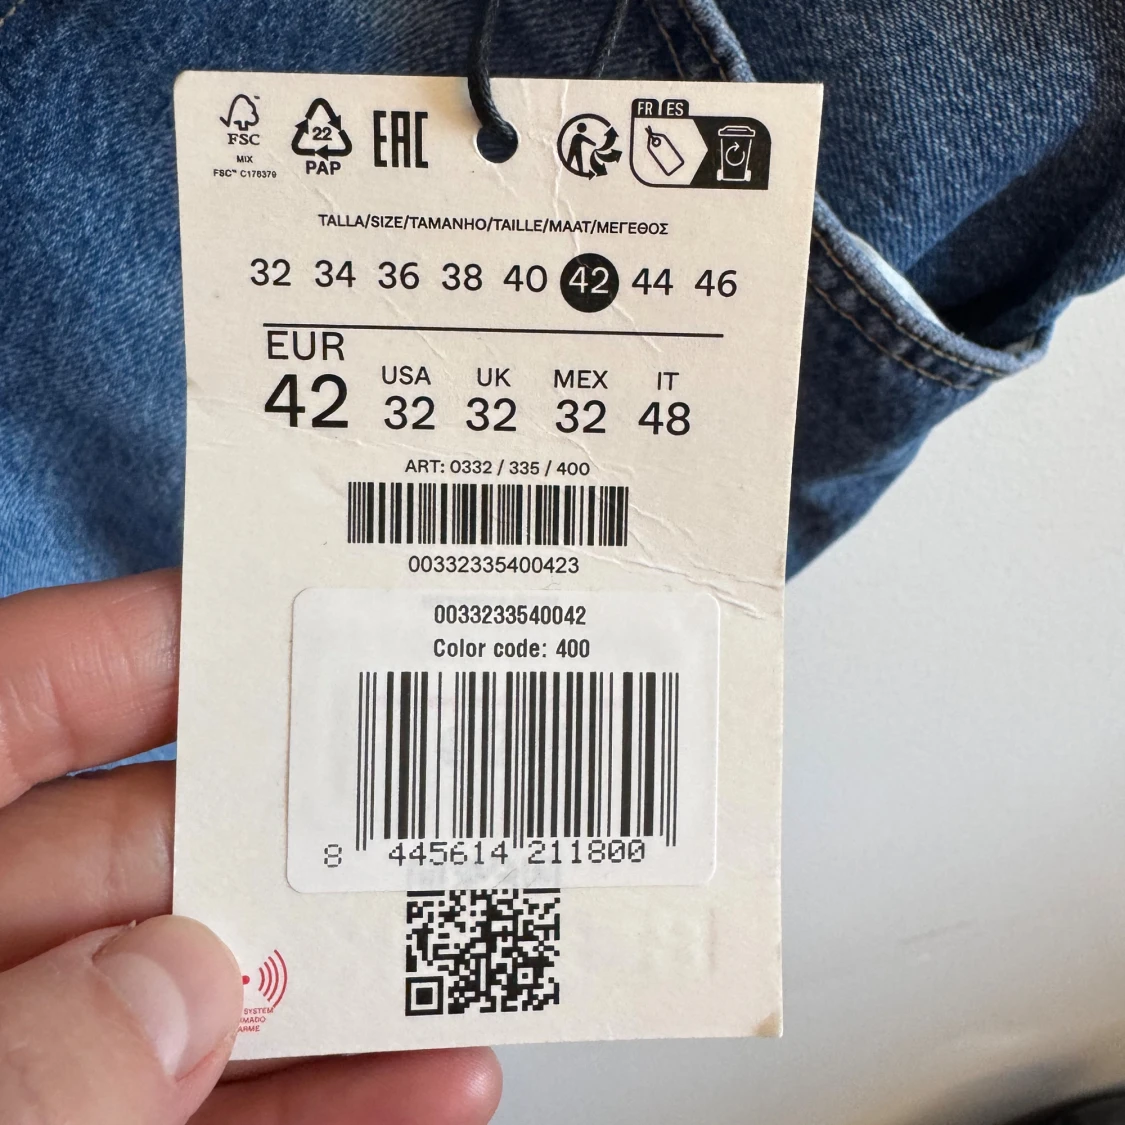 FSC
MIX
FSC™ C176379
22
PAP
EAC
FR ES
TALLA/SIZE/TAMANHO/TAILLE/MAAT/ΜΕΓΕΘΟΣ
32 34 36 38 40 42 44 46
EUR 42
USA 32
UK 32
MEX 32
IT 48
ART: 0332 / 335 / 400
00332335400423
0033233540042
Color code: 400
8 445614 211800
SYSTEM